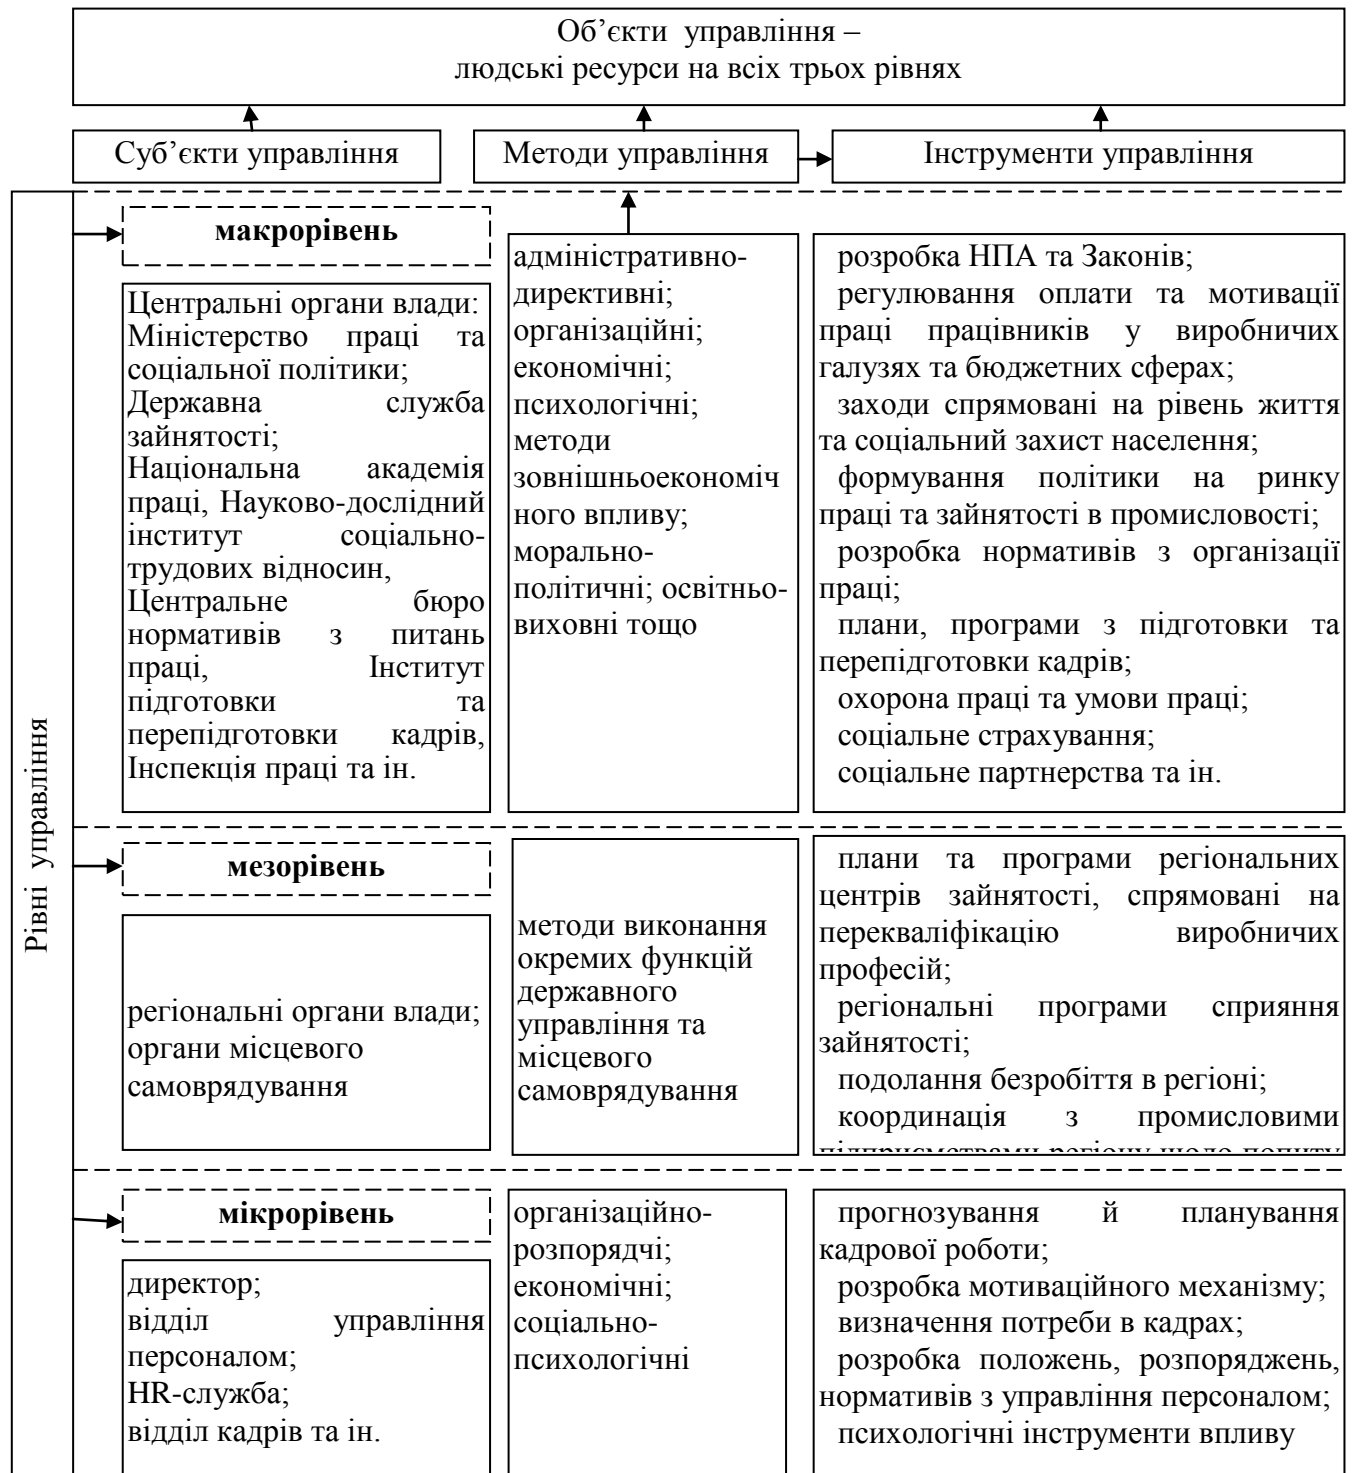 Об’єкти управління –
людські ресурси на всіх трьох рівнях
Суб’єкти управління
Методи управління
Інструменти управління
Рівні управління
макрорівень
Центральні органи влади:
Міністерство праці та
соціальної політики;
Державна служба
зайнятості;
Національна академія
праці, Науково-дослідний
інститут соціально-
трудових відносин,
Центральне бюро
нормативів з питань
праці, Інститут
підготовки та
перепідготовки кадрів,
Інспекція праці та ін.
адміністративно-
директивні;
організаційні;
економічні;
психологічні;
методи
зовнішньоекономіч
ного впливу;
морально-
політичні; освітньо-
виховні тощо
розробка НПА та Законів;
регулювання оплати та мотивації
праці працівників у виробничих
галузях та бюджетних сферах;
заходи спрямовані на рівень життя
та соціальний захист населення;
формування політики на ринку
праці та зайнятості в промисловості;
розробка нормативів з організації
праці;
плани, програми з підготовки та
перепідготовки кадрів;
охорона праці та умови праці;
соціальне страхування;
соціальне партнерства та ін.
мезорівень
регіональні органи влади;
органи місцевого
самоврядування
методи виконання
окремих функцій
державного
управління та
місцевого
самоврядування
плани та програми регіональних
центрів зайнятості, спрямовані на
перекваліфікацію виробничих
професій;
регіональні програми сприяння
зайнятості;
подолання безробіття в регіоні;
координація з промисловими
підприємствами регіону щодо попиту
мікрорівень
директор;
відділ управління
персоналом;
HR-служба;
відділ кадрів та ін.
організаційно-
розпорядчі;
економічні;
соціально-
психологічні
прогнозування й планування
кадрової роботи;
розробка мотиваційного механізму;
визначення потреби в кадрах;
розробка положень, розпоряджень,
нормативів з управління персоналом;
психологічні інструменти впливу